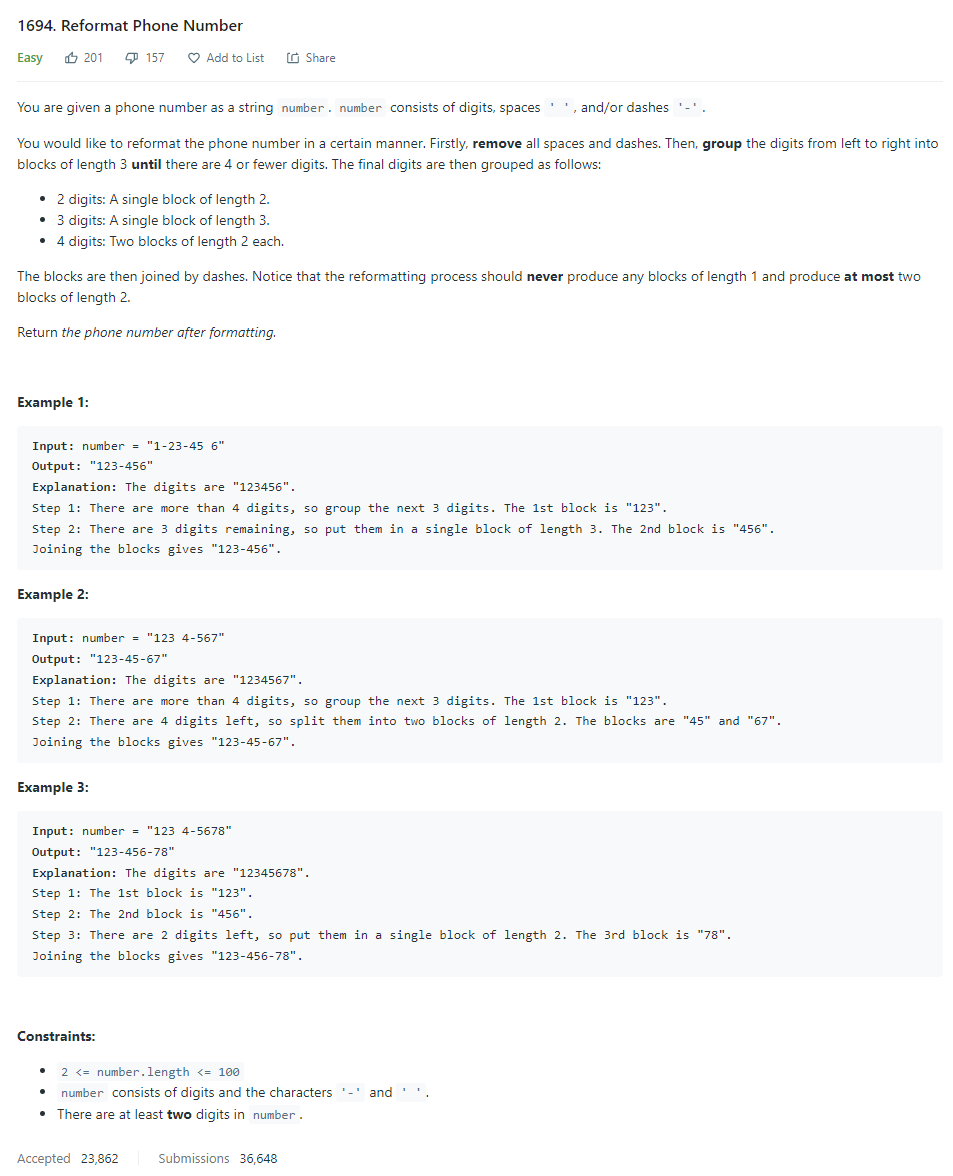 1694. Reformat Phone Number
Easy 201 157 Add to List Share
You are given a phone number as a string number. number consists of digits, spaces ' ', and/or dashes '-'.
You would like to reformat the phone number in a certain manner. Firstly, remove all spaces and dashes. Then, group the digits from left to right into
blocks of length 3 until there are 4 or fewer digits. The final digits are then grouped as follows:
• 2 digits: A single block of length 2.
• 3 digits: A single block of length 3.
• 4 digits: Two blocks of length 2 each.
The blocks are then joined by dashes. Notice that the reformatting process should never produce any blocks of length 1 and produce at most two
blocks of length 2.
Return the phone number after formatting.
Example 1:
Input: number = "1-23-45 6"
Output: "123-456"
Explanation: The digits are "123456".
Step 1: There are more than 4 digits, so group the next 3 digits. The 1st block is "123".
Step 2: There are 3 digits remaining, so put them in a single block of length 3. The 2nd block is "456".
Joining the blocks gives "123-456".
Example 2:
Input: number = "123 4-567"
Output: "123-45-67"
Explanation: The digits are "1234567".
Step 1: There are more than 4 digits, so group the next 3 digits. The 1st block is "123".
Step 2: There are 4 digits left, so split them into two blocks of length 2. The blocks are "45" and "67".
Joining the blocks gives "123-45-67".
Example 3:
Input: number = "123 4-5678"
Output: "123-456-78"
Explanation: The digits are "12345678".
Step 1: The 1st block is "123".
Step 2: The 2nd block is "456".
Step 3: There are 2 digits left, so put them in a single block of length 2. The 3rd block is "78".
Joining the blocks gives "123-456-78".
Constraints:
• 2 <= number.length <= 100
• number consists of digits and the characters '-' and ' '.
• There are at least two digits in number.
Accepted 23,862 Submissions 36,648